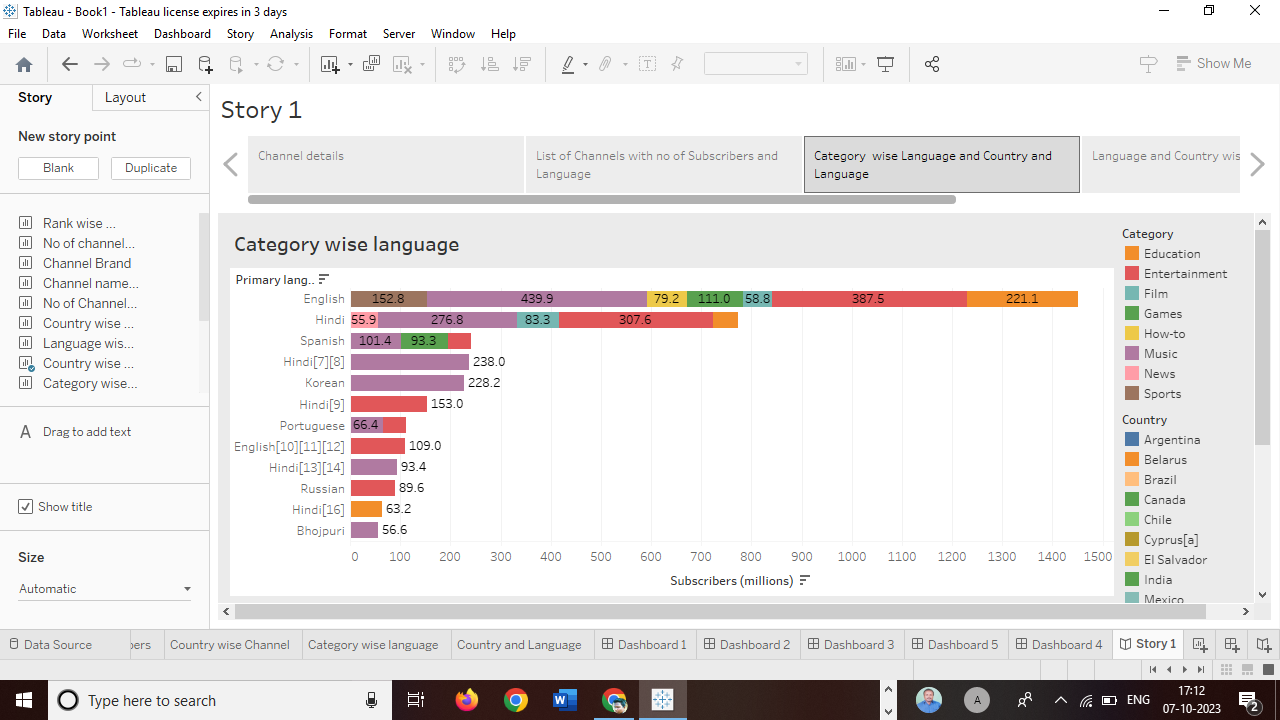 Tableau - Book1 - Tableau license expires in 3 days
File Data Worksheet Dashboard Story Analysis Format Server Window Help
Show Me
Story Layout
New story point
Blank Duplicate
Rank wise ...
No of channel...
Channel Brand
Channel name...
No of Channel...
Country wise ...
Language wis...
Country wise ...
Category wise...
A Drag to add text
Show title
Size
Automatic
Story 1
Channel details
List of Channels with no of Subscribers and
Language
Category wise Language and Country and
Language
Language and Country wis
Category wise language
Primary lang..
English 152.8 439.9 79.2 111.0 58.8 387.5 221.1
Hindi 55.9 276.8 83.3 307.6
Spanish 101.4 93.3
Hindi[7][8] 238.0
Korean 228.2
Hindi[9] 153.0
Portuguese 66.4
English[10][11][12] 109.0
Hindi[13][14] 93.4
Russian 89.6
Hindi[16] 63.2
Bhojpuri 56.6
0 100 200 300 400 500 600 700 800 900 1000 1100 1200 1300 1400 1500
Subscribers (millions)
Category
Education
Entertainment
Film
Games
How-to
Music
News
Sports
Country
Argentina
Belarus
Brazil
Canada
Chile
Cyprus[a]
El Salvador
India
Mexico
Data Source bers Country wise Channel Category wise language Country and Language Dashboard 1 Dashboard 2 Dashboard 3 Dashboard 5 Dashboard 4 Story 1
Type here to search
W
A
ENG
17:12
07-10-2023
2